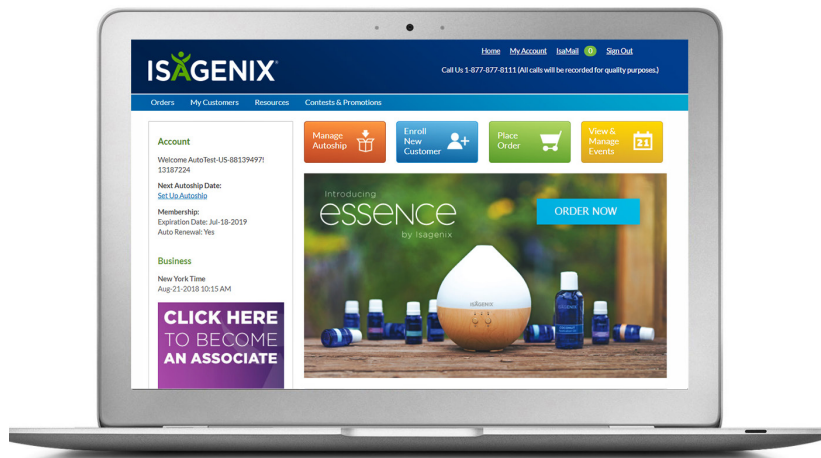 Home My Account IsaMail 0 Sign Out
ISAGENIX
Call Us 1-877-877-8111 (All calls will be recorded for quality purposes.)
Orders My Customers Resources Contests & Promotions
Account
Welcome AutoTest-US-88139497!
13187224
Next Autoship Date:
Set Up Autoship
Membership:
Expiration Date: Jul-18-2019
Auto Renewal: Yes
Business
New York Time
Aug-21-2018 10:15 AM
CLICK HERE
TO BECOME
AN ASSOCIATE
Manage
Autoship
Enroll
New
Customer
Place
Order
View &
Manage
Events
21
Introducing
essence
by Isagenix
ORDER NOW
ISAGENIX